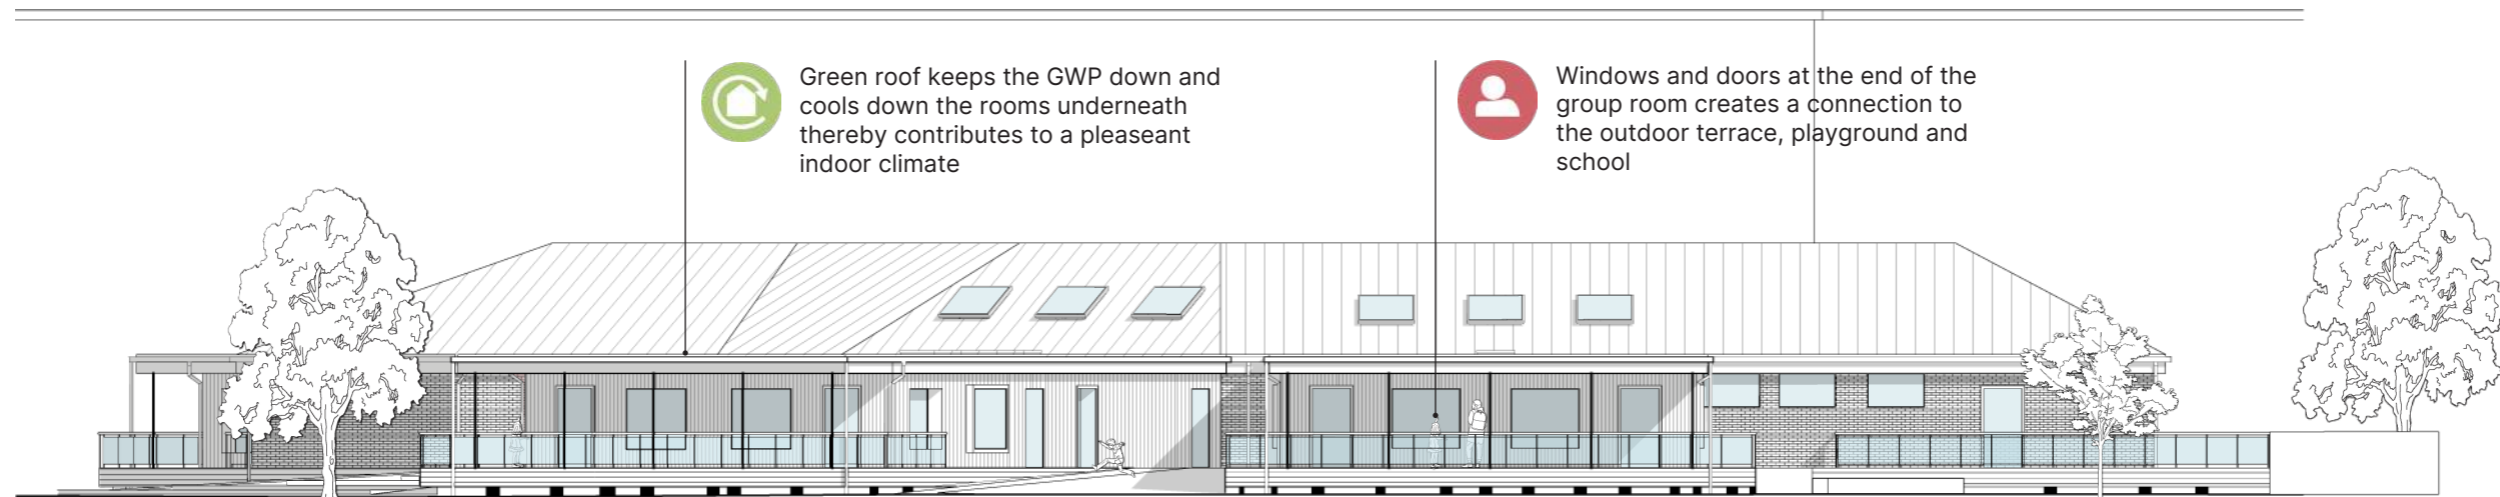 Green roof keeps the GWP down and
cools down the rooms underneath
thereby contributes to a pleaseant
indoor climate
Windows and doors at the end of the
group room creates a connection to
the outdoor terrace, playground and
school